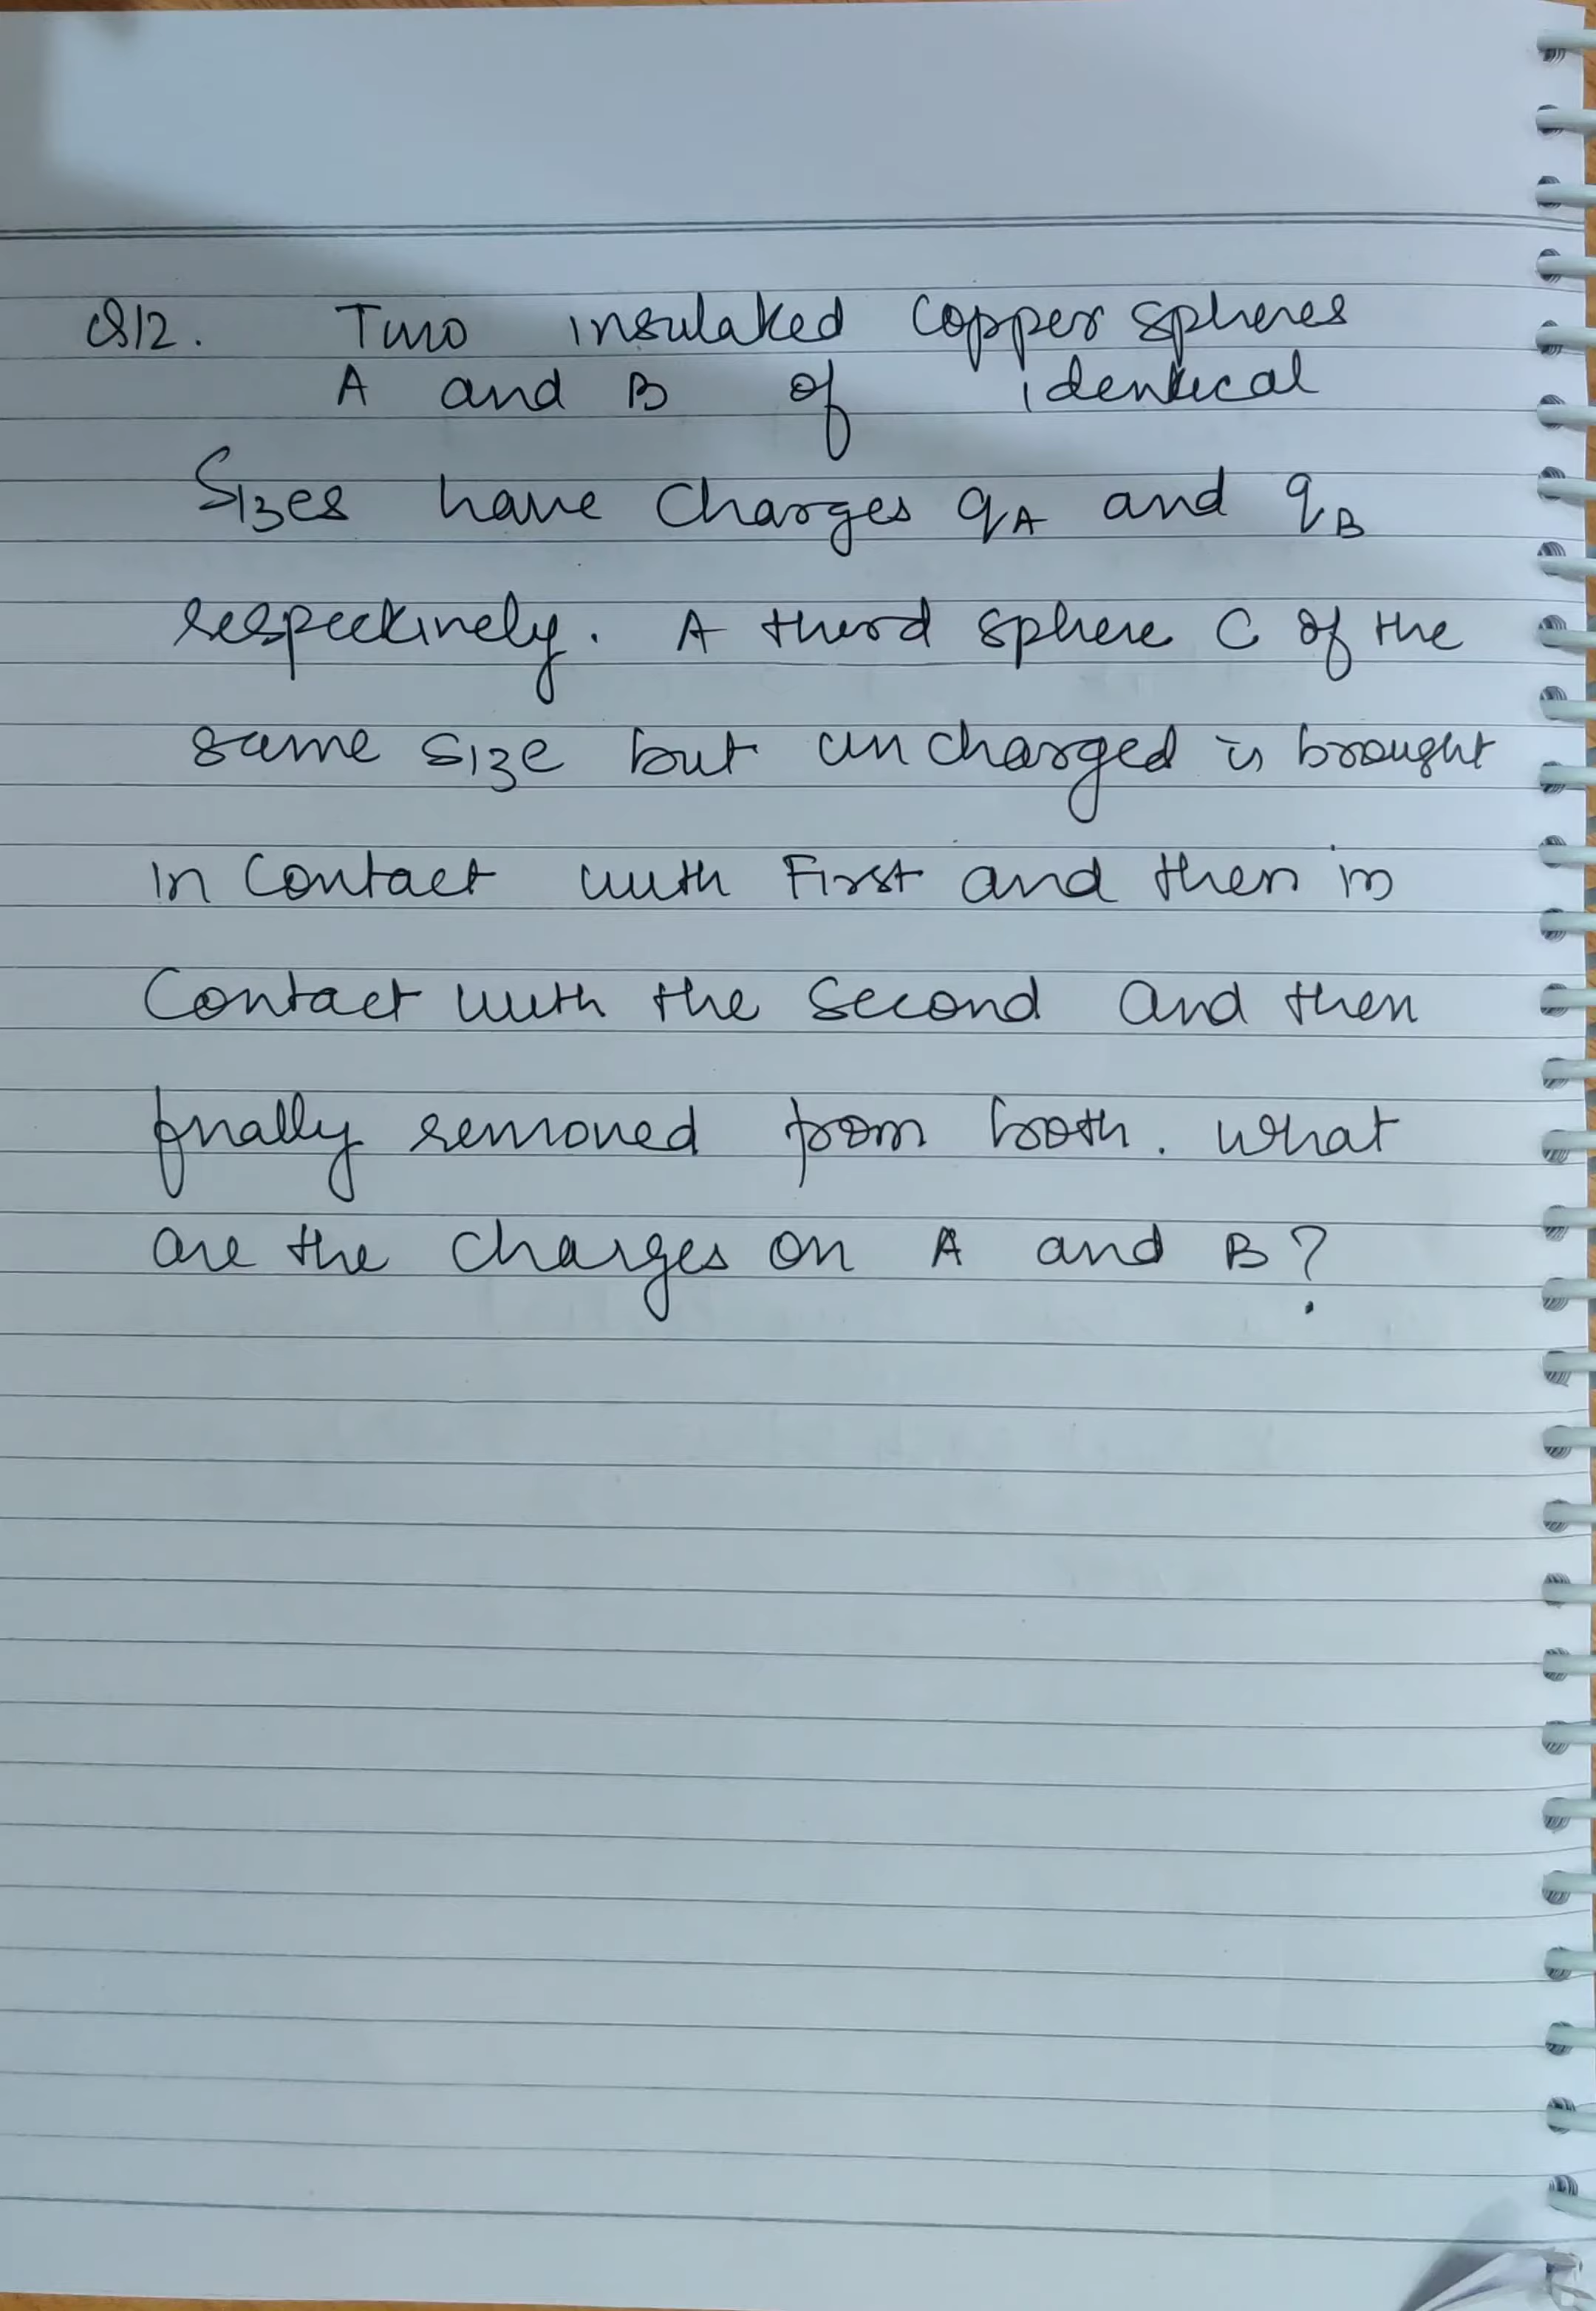 Q12. Two insulated copper spheres
A and B of identical
Sizes have charges qA and qB
respectively. A third sphere C of the
same size but uncharged is brought
in contact with First and then in
Contact with the second and then
finally removed from both. what
are the charges on A and B?